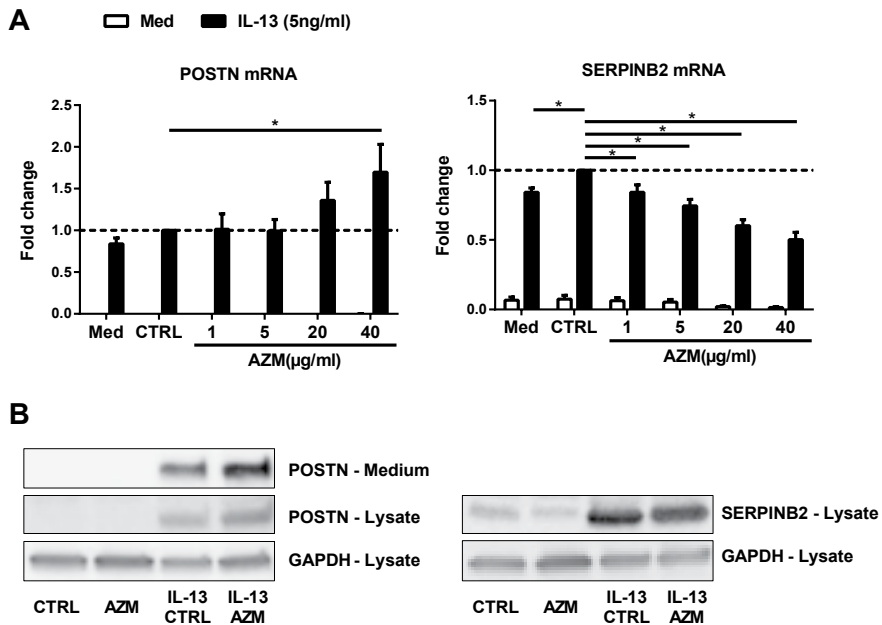 A
Med
IL-13 (5ng/ml)
POSTN mRNA
Fold change
2.5
2.0
1.5
1.0
0.5
0.0
*
Med CTRL 1 5 20 40
AZM(µg/ml)
SERPINB2 mRNA
Fold change
1.5
1.0
0.5
0.0
*
*
*
*
*
Med CTRL 1 5 20 40
AZM(µg/ml)
B
POSTN - Medium
POSTN - Lysate
GAPDH - Lysate
CTRL AZM IL-13 CTRL IL-13 AZM
SERPINB2 - Lysate
GAPDH - Lysate
CTRL AZM IL-13 CTRL IL-13 AZM